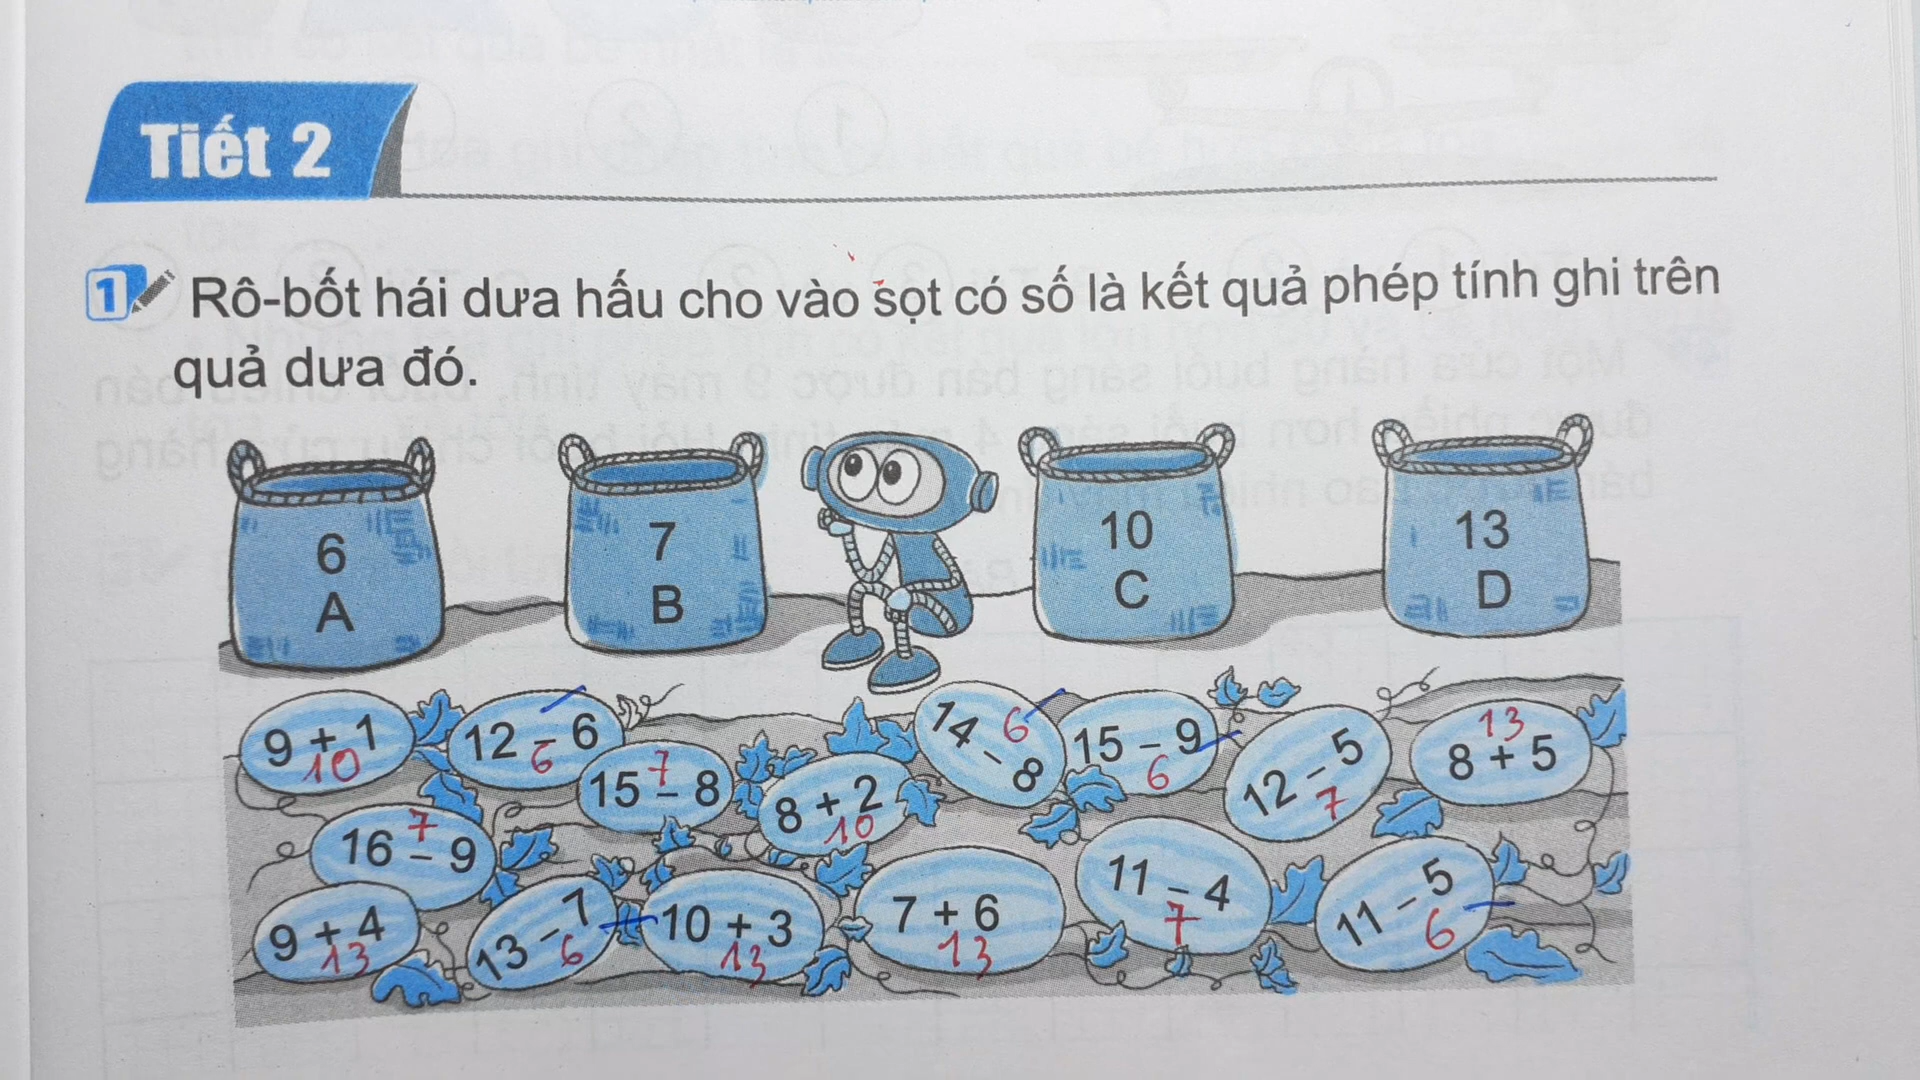 Tiết 2
1 Rô-bốt hái dưa hấu cho vào sọt có số là kết quả phép tính ghi trên
quả dưa đó.
6
A
7
B
10
C
13
D
9 + 1
10
12 - 6
6
15 - 8
7
8 + 2
10
14 - 8
6
15 - 9
6
12 - 5
7
13
8 + 5
16 - 9
7
9 + 4
13
13 - 7
6
10 + 3
13
7 + 6
13
11 - 4
7
11 - 5
6